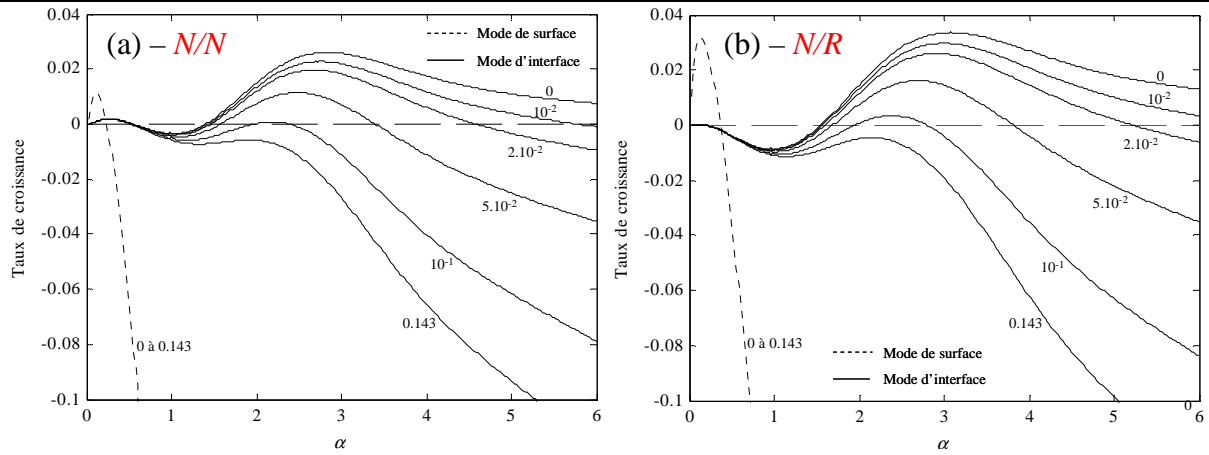 (a) – N/N
Mode de surface
Mode d'interface
0.04
0.02
0
-0.02
-0.04
-0.06
-0.08
-0.1
Taux de croissance
0
10-2
2.10-2
5.10-2
10-1
0.143
0 à 0.143
0 1 2 3 4 5 6
α
(b) – N/R
0.04
0.02
0
-0.02
-0.04
-0.06
-0.08
-0.1
Taux de croissance
0
10-2
2.10-2
5.10-2
10-1
0.143
0 à 0.143
Mode de surface
Mode d'interface
0
0 1 2 3 4 5 6
α